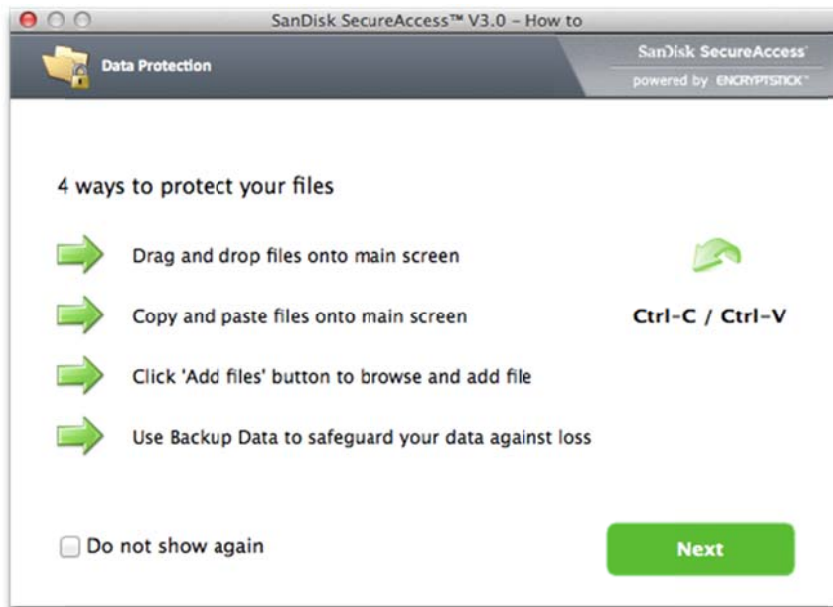 SanDisk SecureAccess™ V3.0 – How to
Data Protection
SanDisk SecureAccess™
powered by ENCRYPTSTICK™
4 ways to protect your files
Drag and drop files onto main screen
Copy and paste files onto main screen
Ctrl-C / Ctrl-V
Click 'Add files' button to browse and add file
Use Backup Data to safeguard your data against loss
Do not show again
Next